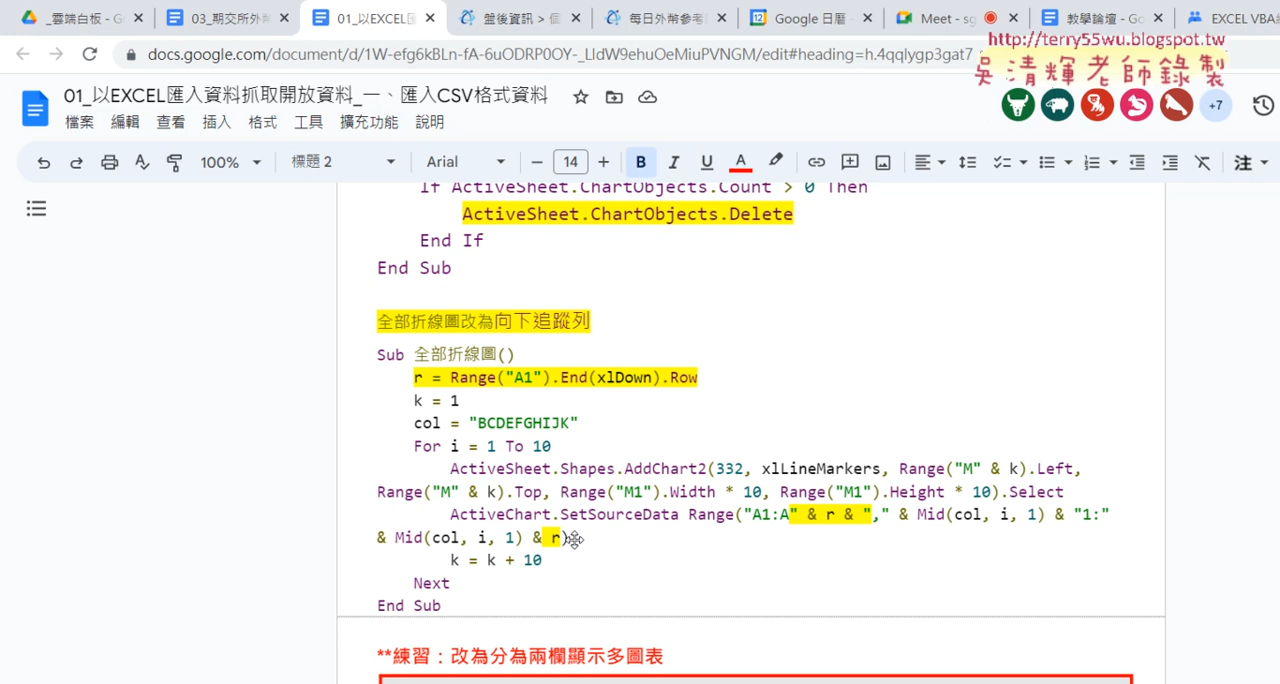 _雲端白板 - G
03_期交所外
01_以EXCEL匯
盤後資訊 > 個
每日外幣參考
Google 日曆
Meet - sg
教學論壇 - Go
EXCEL VBA
docs.google.com/document/d/1W-efg6kBLn-fA-6uODRP0OY-_LIdW9ehuOeMiuPVNGM/edit#heading=h.4qqlygp3gat7
http://terry55wu.blogspot.tw
吳清輝老師錄製
01_以EXCEL匯入資料抓取開放資料_一、匯入CSV格式資料
+7
檔案 編輯 查看 插入 格式 工具 擴充功能 說明
100% 標題 2 Arial 14 B I U A 注
If ActiveSheet.ChartObjects.Count > 0 Then
ActiveSheet.ChartObjects.Delete
End If
End Sub
全部折線圖改為向下追蹤列
Sub 全部折線圖()
r = Range("A1").End(xlDown).Row
k = 1
col = "BCDEFGHIJK"
For i = 1 To 10
ActiveSheet.Shapes.AddChart2(332, xlLineMarkers, Range("M" & k).Left,
Range("M" & k).Top, Range("M1").Width * 10, Range("M1").Height * 10).Select
ActiveChart.SetSourceData Range("A1:A" & r & "," & Mid(col, i, 1) & "1:"
& Mid(col, i, 1) & r)
k = k + 10
Next
End Sub
**練習：改為分為兩欄顯示多圖表